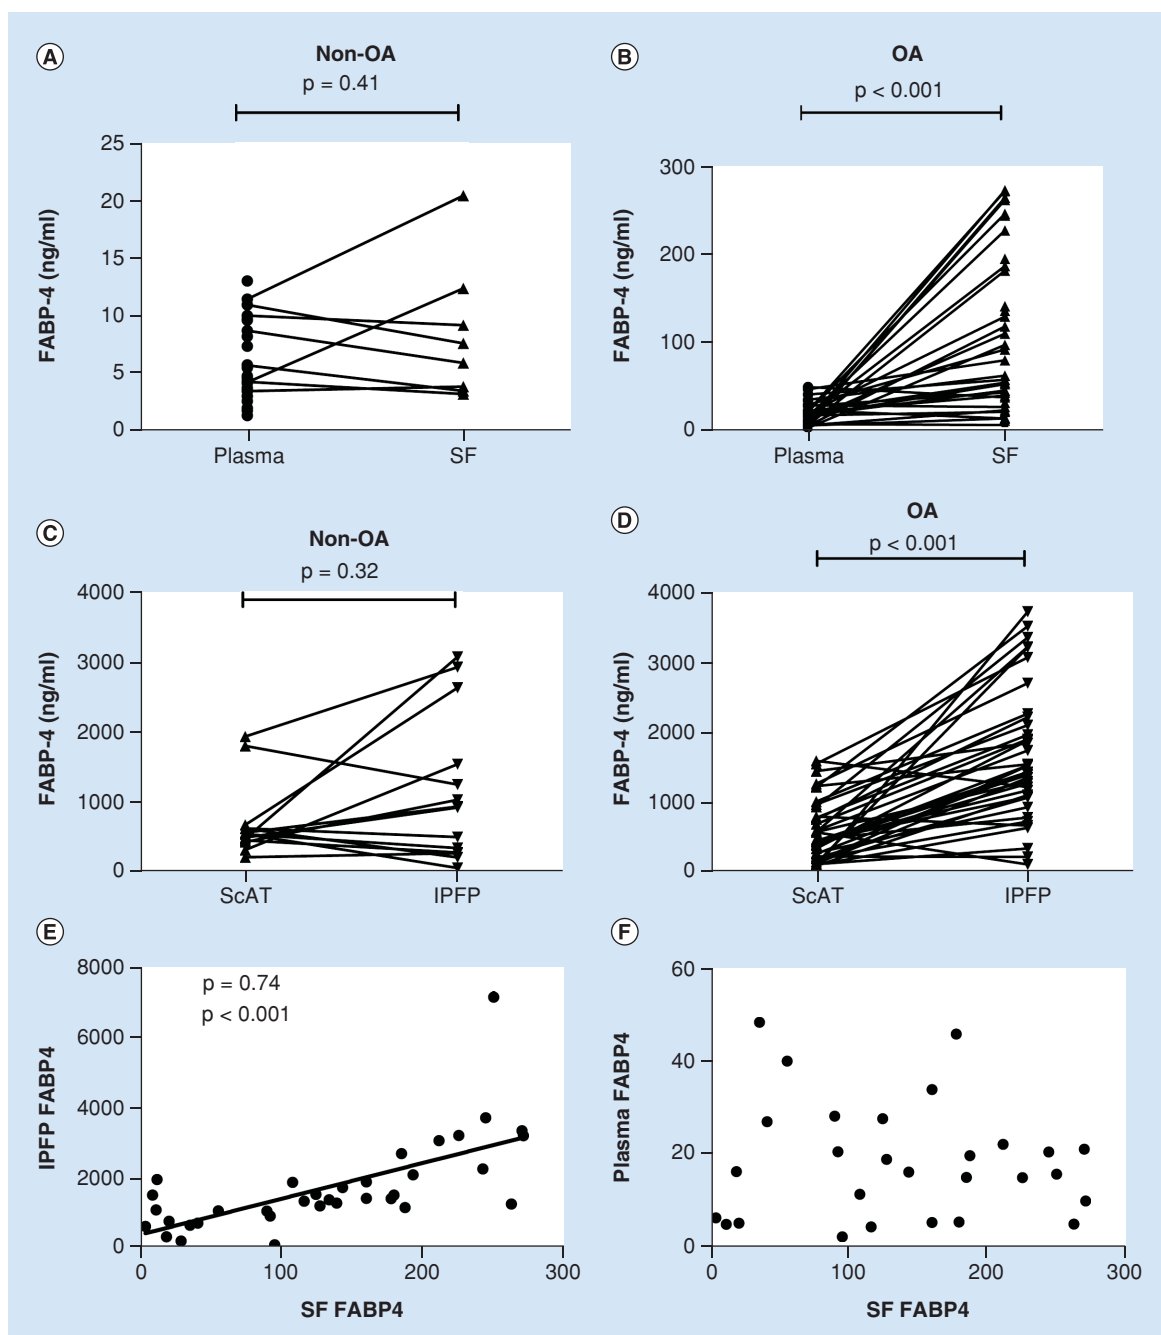 A
Non-OA
p = 0.41
25
20
15
10
5
0
FABP-4 (ng/ml)
Plasma
SF
B
OA
p < 0.001
300
200
100
0
FABP-4 (ng/ml)
Plasma
SF
C
Non-OA
p = 0.32
4000
3000
2000
1000
0
FABP-4 (ng/ml)
ScAT
IPFP
D
OA
p < 0.001
4000
3000
2000
1000
0
FABP-4 (ng/ml)
ScAT
IPFP
E
p = 0.74
p < 0.001
8000
6000
4000
2000
0
IPFP FABP4
0 100 200 300
SF FABP4
F
60
40
20
0
Plasma FABP4
0 100 200 300
SF FABP4